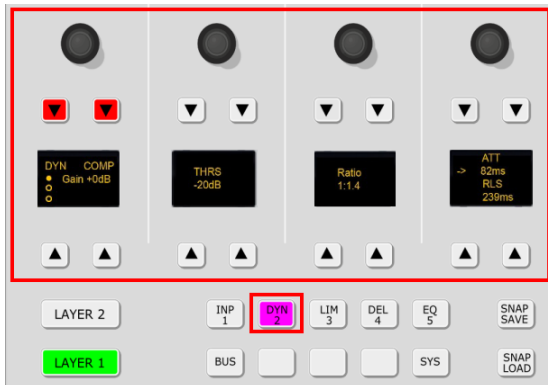 DYN COMP
Gain +0dB
THRS
-20dB
Ratio
1:1.4
ATT
-> 82ms
RLS
239ms
LAYER 2
INP
1
DYN
2
LIM
3
DEL
4
EQ
5
SNAP
SAVE
LAYER 1
BUS
SYS
SNAP
LOAD